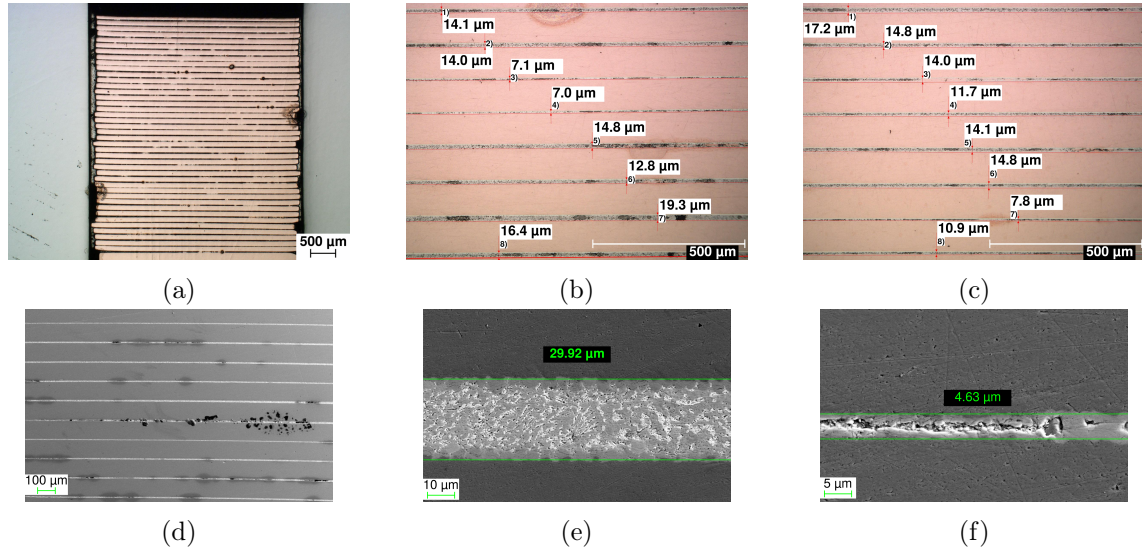 500 µm
(a)
1)
14.1 µm
2)
14.0 µm
7.1 µm
3)
7.0 µm
4)
14.8 µm
5)
12.8 µm
6)
19.3 µm
7)
16.4 µm
8)
500 µm
(b)
1)
17.2 µm
14.8 µm
2)
14.0 µm
3)
11.7 µm
4)
14.1 µm
5)
14.8 µm
6)
7.8 µm
7)
10.9 µm
8)
500 µm
(c)
100 µm
(d)
29.92 µm
10 µm
(e)
4.63 µm
5 µm
(f)